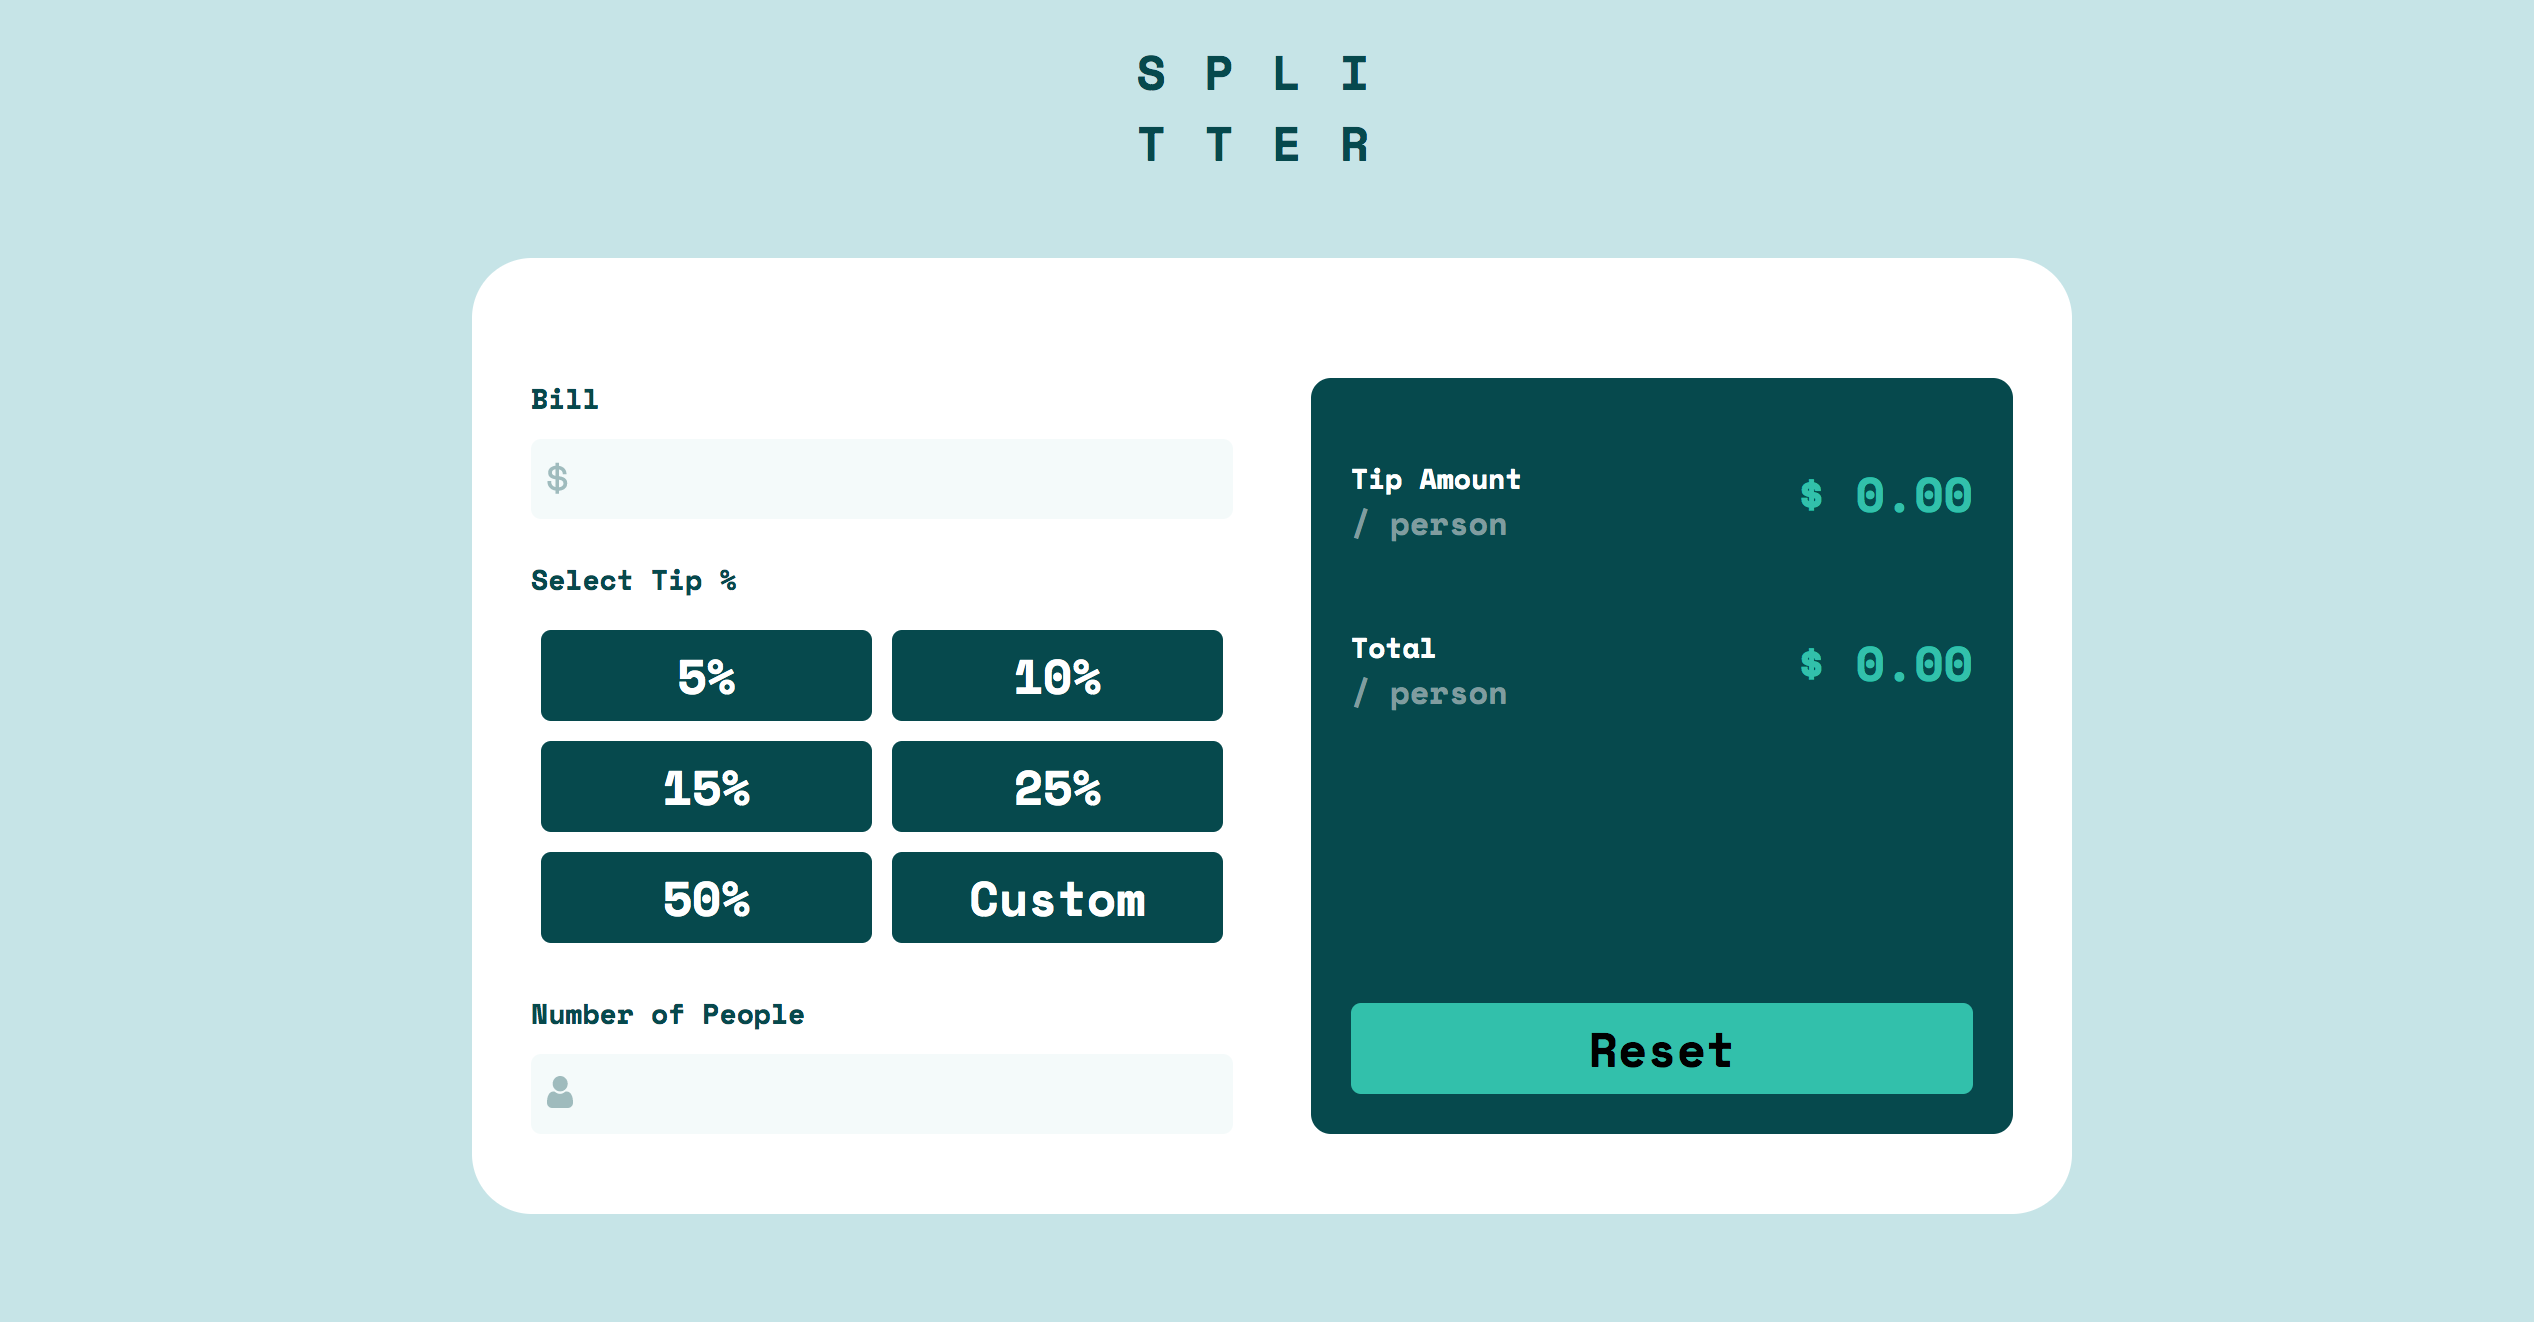 S P L I
T T E R
Bill
$
Select Tip %
5% 10%
15% 25%
50% Custom
Number of People
Tip Amount
/ person
$ 0.00
Total
/ person
$ 0.00
Reset